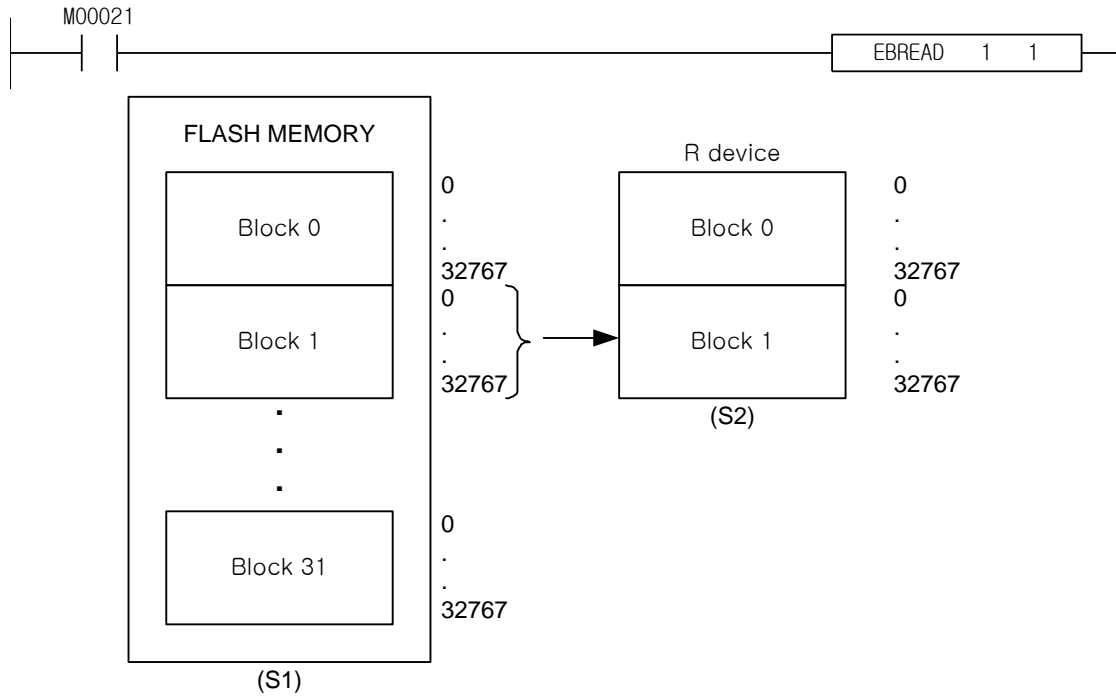 M00021
EBREAD 1 1
FLASH MEMORY
Block 0
0
.
.
32767
Block 1
0
.
.
32767
.
.
.
Block 31
0
.
.
32767
(S1)
R device
Block 0
0
.
.
32767
Block 1
0
.
.
32767
(S2)